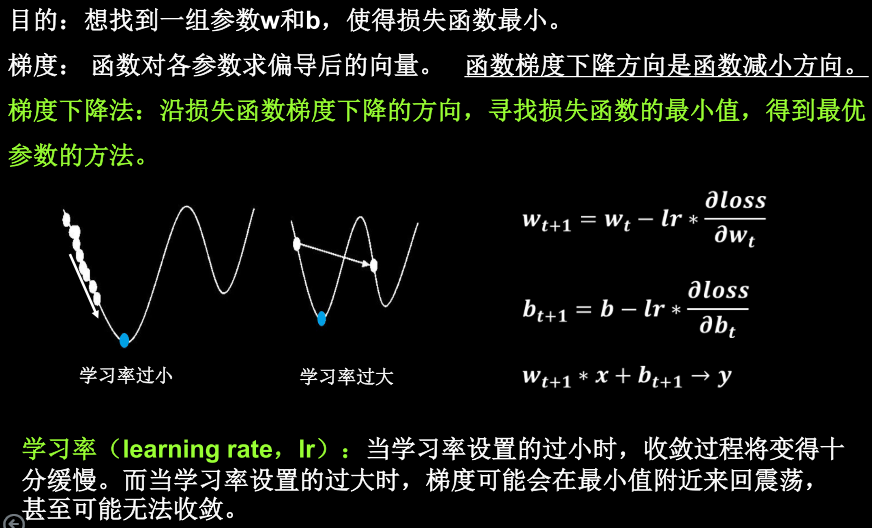 目的：想找到一组参数w和b，使得损失函数最小。
梯度： 函数对各参数求偏导后的向量。 函数梯度下降方向是函数减小方向。
梯度下降法：沿损失函数梯度下降的方向，寻找损失函数的最小值，得到最优
参数的方法。
w_{t+1} = w_t − lr * ∂loss/∂w_t
b_{t+1} = b − lr * ∂loss/∂b_t
w_{t+1} * x + b_{t+1} → y
学习率过小
学习率过大
学习率（learning rate，lr）：当学习率设置的过小时，收敛过程将变得十
分缓慢。而当学习率设置的过大时，梯度可能会在最小值附近来回震荡，
甚至可能无法收敛。